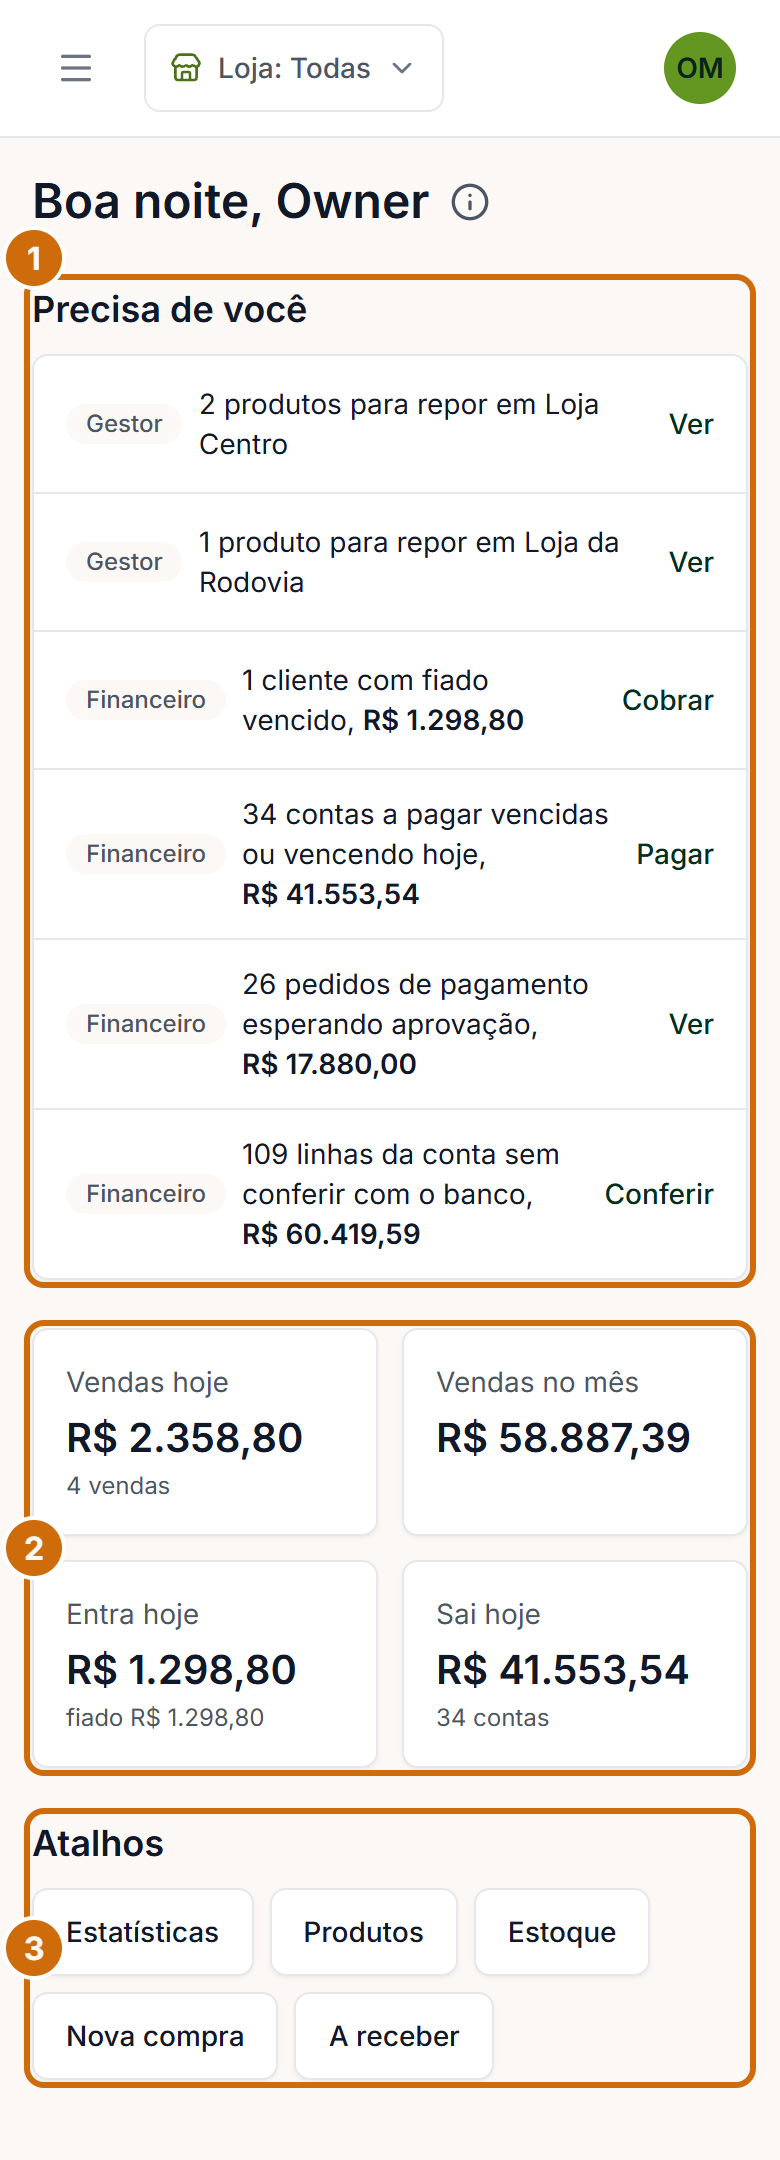 Loja: Todas
OM
Boa noite, Owner
1
Precisa de você
Gestor
2 produtos para repor em Loja
Centro
Ver
Gestor
1 produto para repor em Loja da
Rodovia
Ver
Financeiro
1 cliente com fiado
vencido, R$ 1.298,80
Cobrar
Financeiro
34 contas a pagar vencidas
ou vencendo hoje,
R$ 41.553,54
Pagar
Financeiro
26 pedidos de pagamento
esperando aprovação,
R$ 17.880,00
Ver
Financeiro
109 linhas da conta sem
conferir com o banco,
R$ 60.419,59
Conferir
Vendas hoje
R$ 2.358,80
4 vendas
Vendas no mês
R$ 58.887,39
2
Entra hoje
R$ 1.298,80
fiado R$ 1.298,80
Sai hoje
R$ 41.553,54
34 contas
Atalhos
3
Estatísticas
Produtos
Estoque
Nova compra
A receber